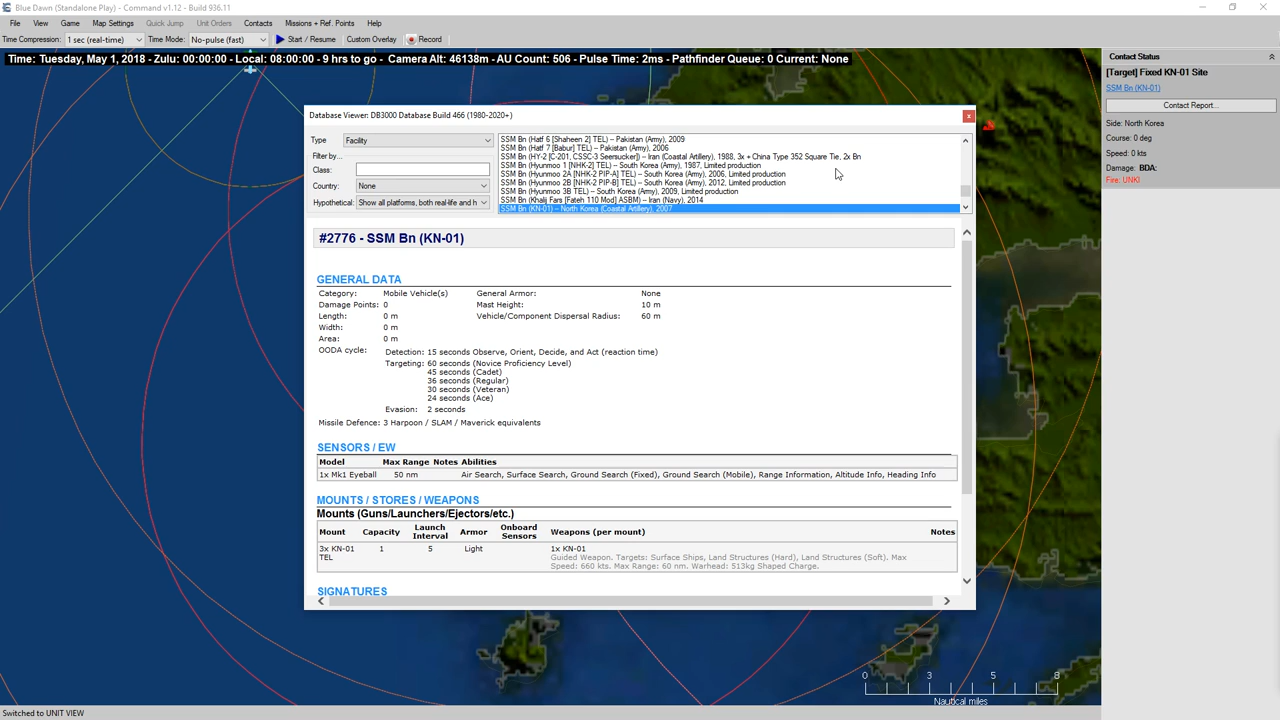 Blue Dawn (Standalone Play) - Command v1.12 - Build 936.11
File View Game Map Settings Quick Jump Unit Orders Contacts Missions + Ref. Points Help
Time Compression: 1 sec (real-time) Time Mode: No-pulse (fast) Start / Resume Custom Overlay Record
Time: Tuesday, May 1, 2018 - Zulu: 00:00:00 - Local: 08:00:00 - 9 hrs to go - Camera Alt: 46138m - AU Count: 506 - Pulse Time: 2ms - Pathfinder Queue: 0 Current: None
Contact Status
[Target] Fixed KN-01 Site
SSM Bn (KN-01)
Contact Report...
Side: North Korea
Course: 0 deg
Speed: 0 kts
Damage: BDA:
Fire: UNKI
Database Viewer: DB3000 Database Build 466 (1980-2020+)
x
Type Facility
Filter by...
Class:
Country: None
Hypothetical: Show all platforms, both real-life and h
SSM Bn (Hatf 6 [Shaheen 2] TEL) -- Pakistan (Army), 2009
SSM Bn (Hatf 7 [Babur] TEL) -- Pakistan (Army), 2006
SSM Bn (HY-2 [C-201, CSSC-3 Seersucker]) -- Iran (Coastal Artillery), 1988, 3x + China Type 352 Square Tie, 2x Bn
SSM Bn (Hyunmoo 1 [NHK-2] TEL) -- South Korea (Army), 1987, Limited production
SSM Bn (Hyunmoo 2A [NHK-2 PIP-A] TEL) -- South Korea (Army), 2006, Limited production
SSM Bn (Hyunmoo 2B [NHK-2 PIP-B] TEL) -- South Korea (Army), 2012, Limited production
SSM Bn (Hyunmoo 3B TEL) -- South Korea (Army), 2009, Limited production
SSM Bn (Khalij Fars [Fateh 110 Mod] ASBM) -- Iran (Navy), 2014
SSM Bn (KN-01) -- North Korea (Coastal Artillery), 2007
#2776 - SSM Bn (KN-01)
GENERAL DATA
Category: Mobile Vehicle(s) General Armor: None
Damage Points: 0 Mast Height: 10 m
Length: 0 m Vehicle/Component Dispersal Radius: 60 m
Width: 0 m
Area: 0 m
OODA cycle: Detection: 15 seconds Observe, Orient, Decide, and Act (reaction time)
Targeting: 60 seconds (Novice Proficiency Level)
45 seconds (Cadet)
36 seconds (Regular)
30 seconds (Veteran)
24 seconds (Ace)
Evasion: 2 seconds
Missile Defence: 3 Harpoon / SLAM / Maverick equivalents
SENSORS / EW
Model Max Range Notes Abilities
1x Mk1 Eyeball 50 nm Air Search, Surface Search, Ground Search (Fixed), Ground Search (Mobile), Range Information, Altitude Info, Heading Info
MOUNTS / STORES / WEAPONS
Mounts (Guns/Launchers/Ejectors/etc.)
Mount Capacity Launch Interval Armor Onboard Sensors Weapons (per mount) Notes
3x KN-01 TEL 1 5 Light 1x KN-01
Guided Weapon. Targets: Surface Ships, Land Structures (Hard), Land Structures (Soft). Max
Speed: 660 kts. Max Range: 60 nm. Warhead: 513kg Shaped Charge.
SIGNATURES
0 3 5 8
Nautical miles
Switched to UNIT VIEW